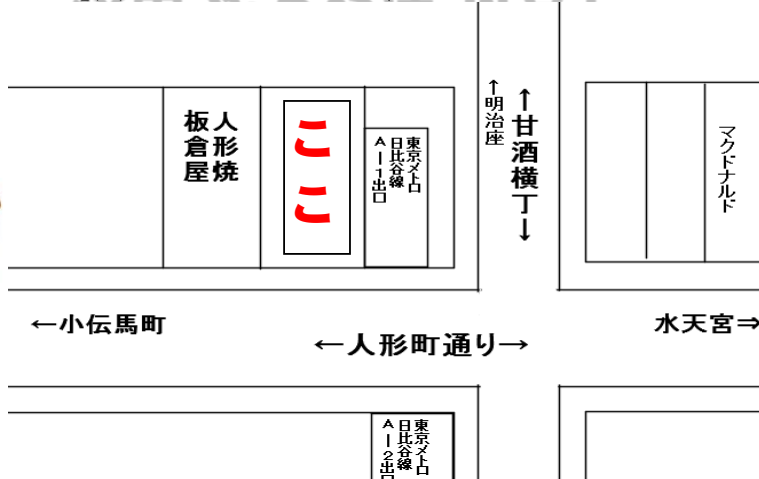 人形焼
板倉屋
ここ
東京メトロ
日比谷線
A－1出口
↑明治座
↑甘酒横丁↓
マクドナルド
←小伝馬町
←人形町通り→
水天宮⇒
東京メトロ
日比谷線
A－2出口